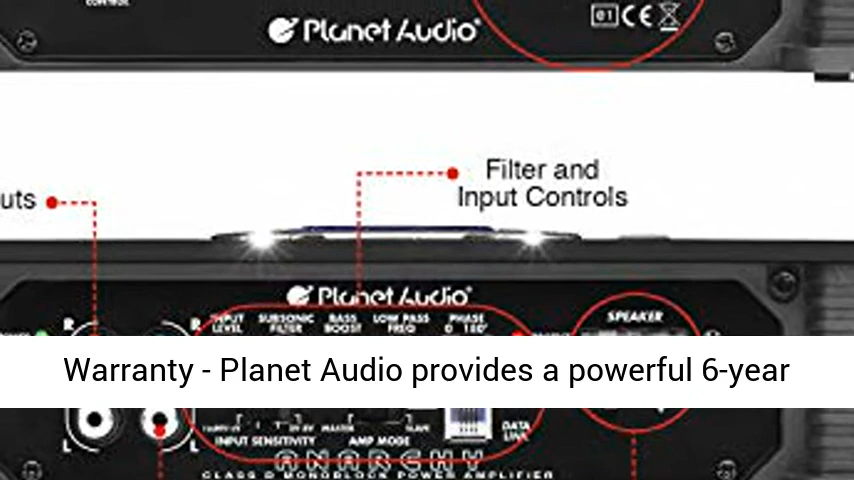 CONTROL
Planet Audio
01 CE
Filter and
Input Controls
uts
Planet Audio
R R INPUT LEVEL SUBSONIC FILTER BASS BOOST LOW PASS FREQ PHASE 0 180°
SPEAKER
Warranty - Planet Audio provides a powerful 6-year
MASTER SLAVE
DATA LINK
L L INPUT SENSITIVITY AMP MODE
ANARCHY
CLASS D MONOBLOCK POWER AMPLIFIER